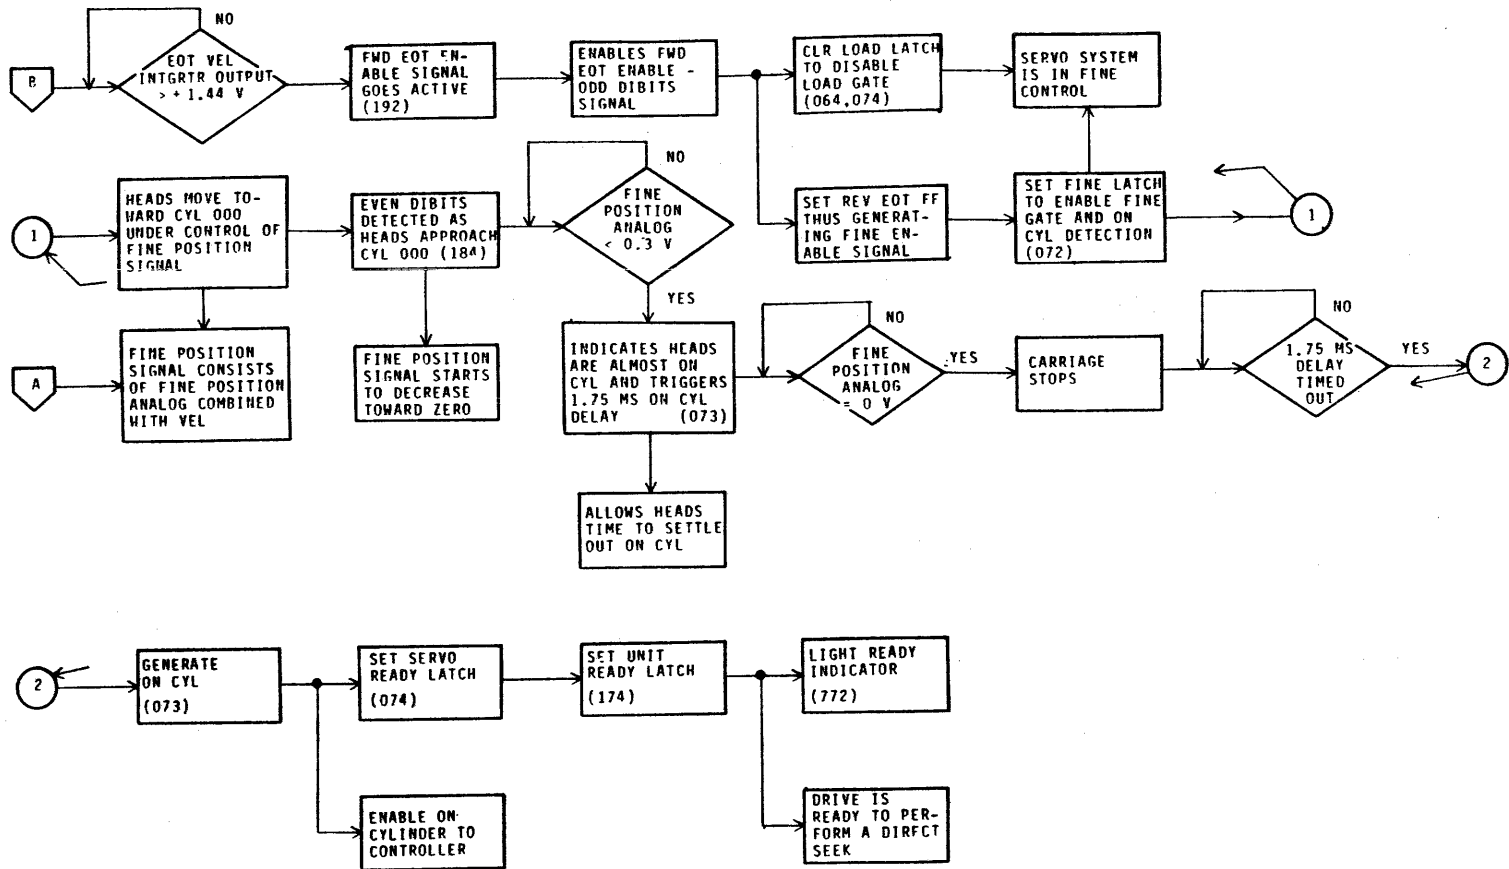 B
NO
EOT VEL
INTGRTR OUTPUT
> + 1.44 V
FWD EOT EN-
ABLE SIGNAL
GOES ACTIVE
(192)
ENABLES FWD
EOT ENABLE -
ODD DIBITS
SIGNAL
CLR LOAD LATCH
TO DISABLE
LOAD GATE
(064,074)
SERVO SYSTEM
IS IN FINE
CONTROL
1
HEADS MOVE TO-
WARD CYL 000
UNDER CONTROL OF
FINE POSITION
SIGNAL
EVEN DIBITS
DETECTED AS
HEADS APPROACH
CYL 000 (184)
NO
FINE
POSITION
ANALOG
< 0.3 V
YES
SET REV EOT FF
THUS GENERAT-
ING FINE EN-
ABLE SIGNAL
SET FINE LATCH
TO ENABLE FINE
GATE AND ON
CYL DETECTION
(072)
1
A
FINE POSITION
SIGNAL CONSISTS
OF FINE POSITION
ANALOG COMBINED
WITH VEL
FINE POSITION
SIGNAL STARTS
TO DECREASE
TOWARD ZERO
INDICATES HEADS
ARE ALMOST ON
CYL AND TRIGGERS
1.75 MS ON CYL
DELAY (073)
NO
FINE
POSITION
ANALOG
= 0 V
YES
CARRIAGE
STOPS
NO
1.75 MS
DELAY
TIMED
OUT
YES
2
ALLOWS HEADS
TIME TO SETTLE
OUT ON CYL
2
GENERATE
ON CYL
(073)
SET SERVO
READY LATCH
(074)
SET UNIT
READY LATCH
(174)
LIGHT READY
INDICATOR
(772)
ENABLE ON
CYLINDER TO
CONTROLLER
DRIVE IS
READY TO PER-
FORM A DIRECT
SEEK